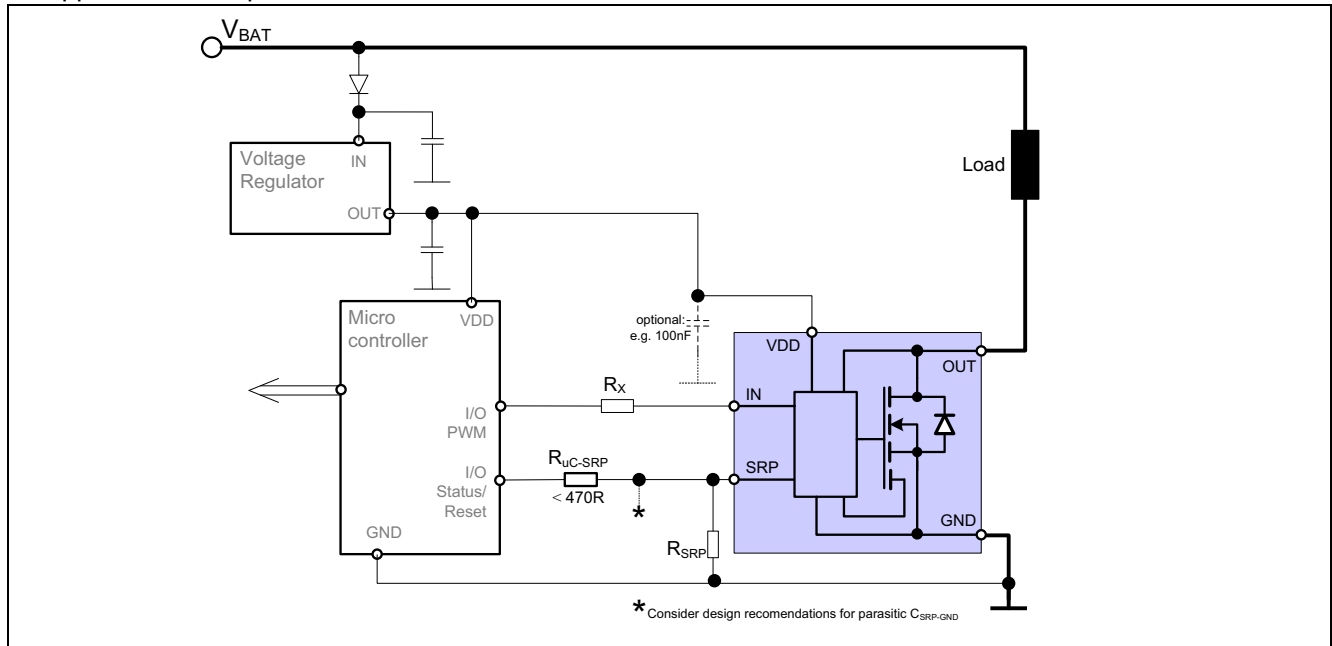 V_BAT
Voltage
Regulator
IN
OUT
Load
Micro
controller
VDD
optional:
e.g. 100nF
VDD
OUT
I/O
PWM
R_X
IN
I/O
Status/
Reset
R_uC-SRP
< 470R
*
SRP
GND
R_SRP
GND
* Consider design recomendations for parasitic C_SRP-GND